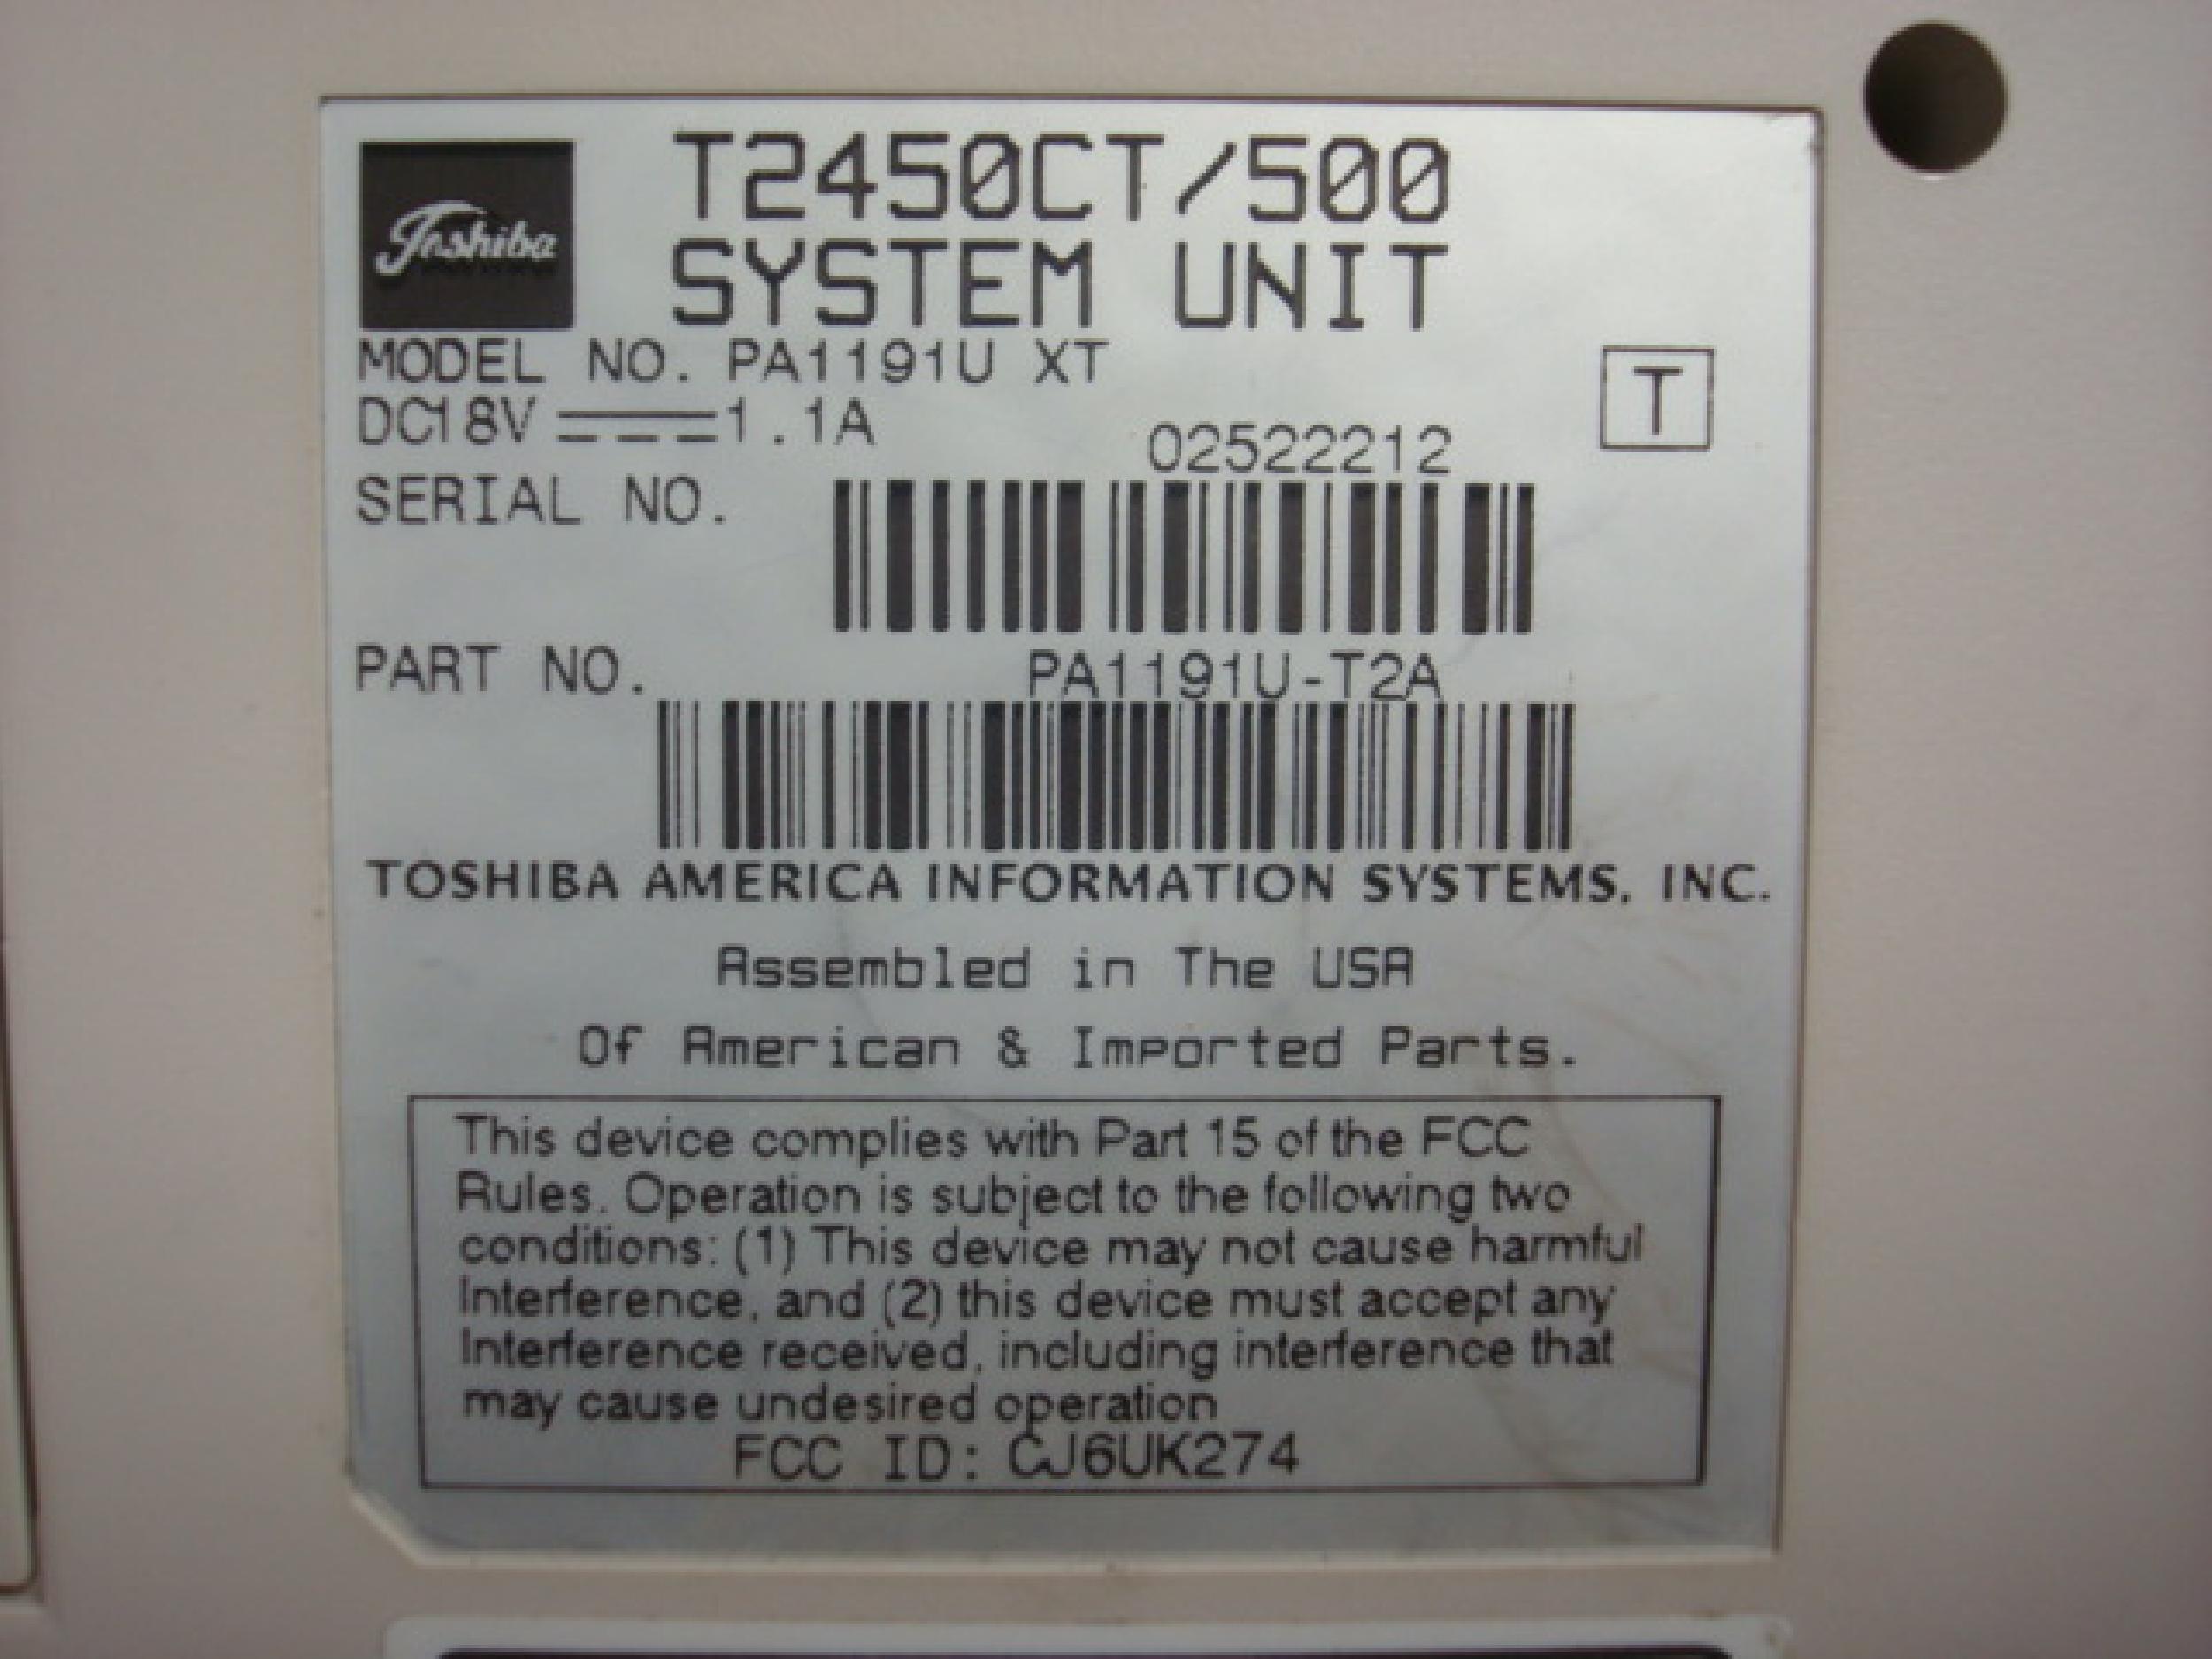 Toshiba
T2450CT/500
SYSTEM UNIT
MODEL NO. PA1191U XT
T
DC18V 1.1A
02522212
SERIAL NO.
PART NO. PA1191U-T2A
TOSHIBA AMERICA INFORMATION SYSTEMS, INC.
Assembled in The USA
Of American & Imported Parts.
This device complies with Part 15 of the FCC
Rules. Operation is subject to the following two
conditions: (1) This device may not cause harmful
Interference, and (2) this device must accept any
Interference received, including interference that
may cause undesired operation
FCC ID: CJ6UK274